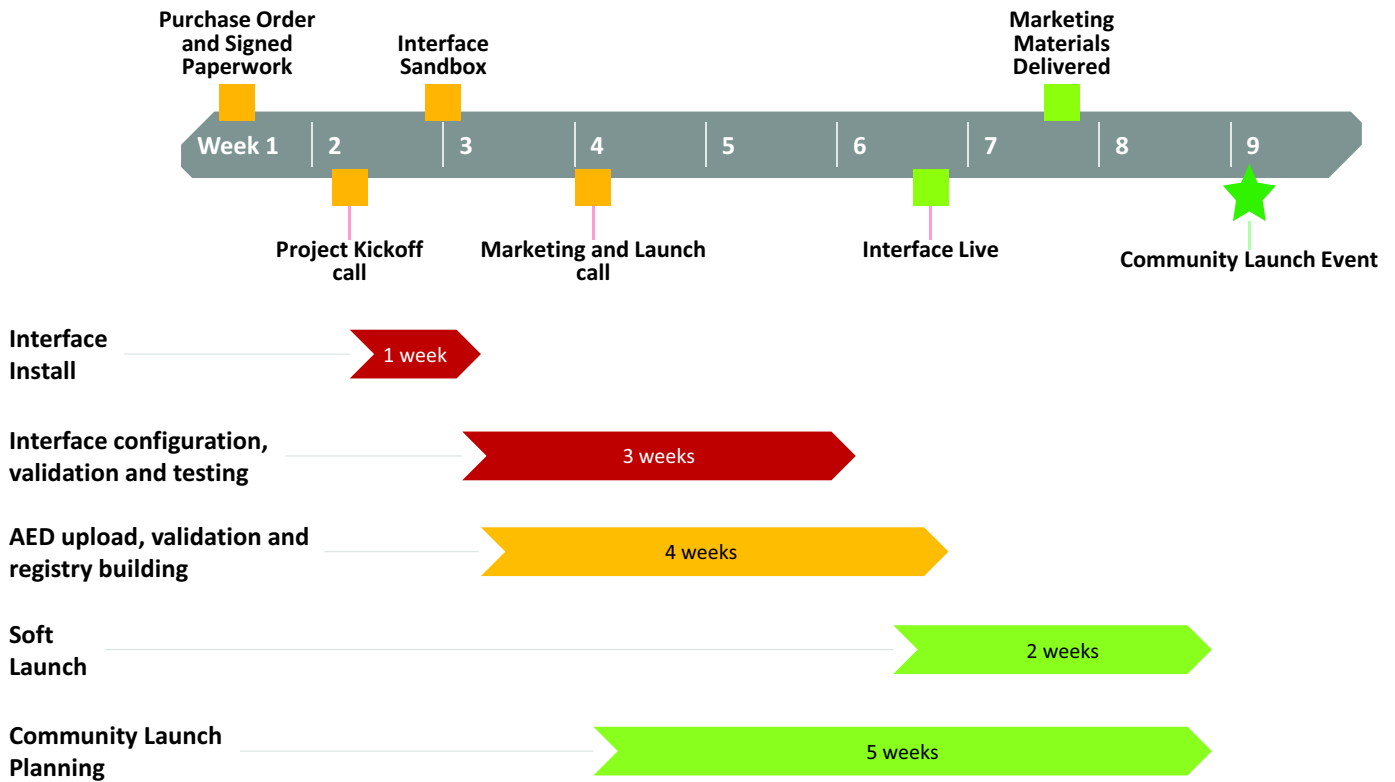 Purchase Order
and Signed
Paperwork
Interface
Sandbox
Marketing
Materials
Delivered
Week 1
2
3
4
5
6
7
8
9
Project Kickoff
call
Marketing and Launch
call
Interface Live
Community Launch Event
Interface
Install
1 week
Interface configuration,
validation and testing
3 weeks
AED upload, validation and
registry building
4 weeks
Soft
Launch
2 weeks
Community Launch
Planning
5 weeks